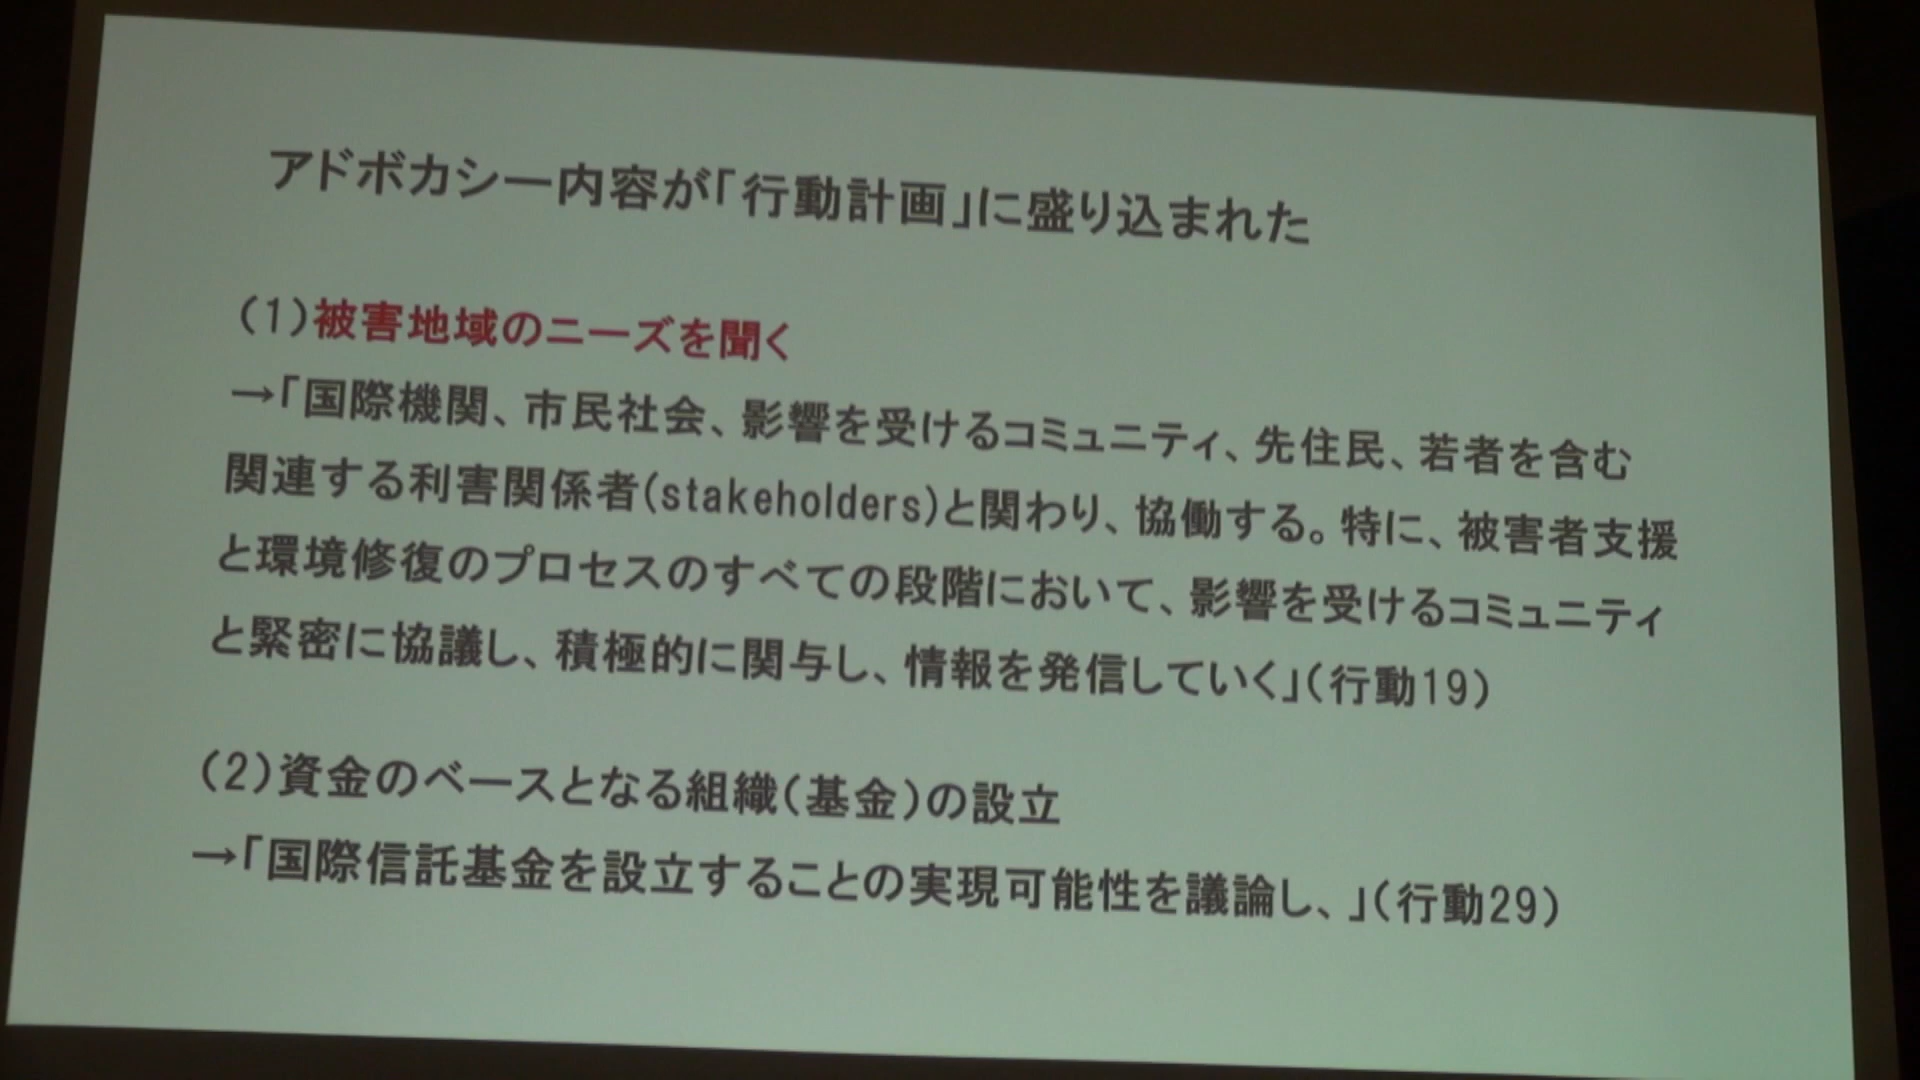 アドボカシー内容が「行動計画」に盛り込まれた
（1）被害地域のニーズを聞く
→「国際機関、市民社会、影響を受けるコミュニティ、先住民、若者を含む
関連する利害関係者(stakeholders)と関わり、協働する。特に、被害者支援
と環境修復のプロセスのすべての段階において、影響を受けるコミュニティ
と緊密に協議し、積極的に関与し、情報を発信していく」（行動19）
（2）資金のベースとなる組織（基金）の設立
→「国際信託基金を設立することの実現可能性を議論し、」（行動29）